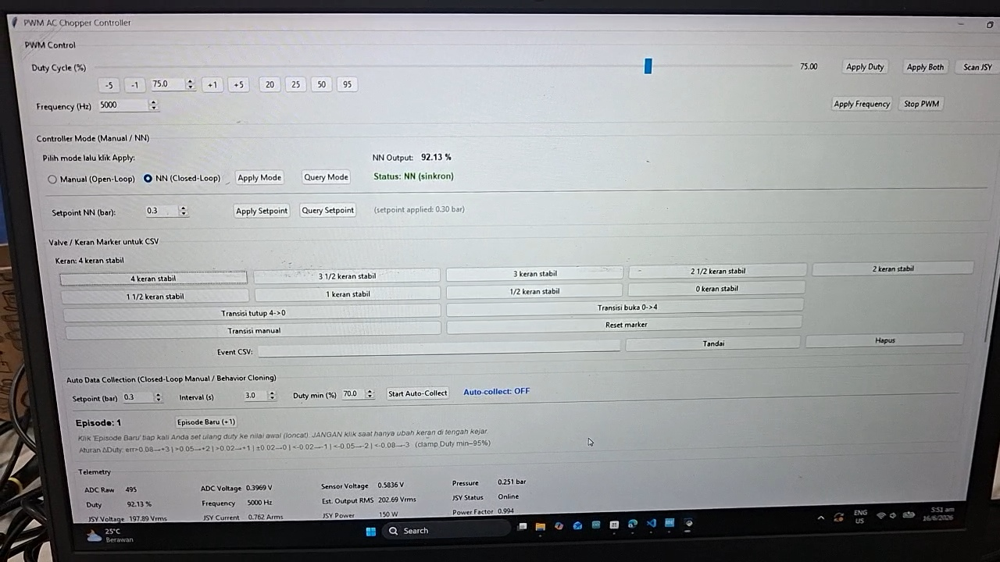 PWM AC Chopper Controller
PWM Control
Duty Cycle (%) 75.00 Apply Duty Apply Both Scan JSY
-5 -1 75.0 +1 +5 20 25 50 95
Frequency (Hz) 5000 Apply Frequency Stop PWM
Controller Mode (Manual / NN)
Pilih mode lalu klik Apply: NN Output: 92.13 %
Manual (Open-Loop) NN (Closed-Loop) Apply Mode Query Mode Status: NN (sinkron)
Setpoint NN (bar): 0.3 Apply Setpoint Query Setpoint (setpoint applied: 0.30 bar)
Valve / Keran Marker untuk CSV
Keran: 4 keran stabil
4 keran stabil 3 1/2 keran stabil 3 keran stabil 2 1/2 keran stabil 2 keran stabil
1 1/2 keran stabil 1 keran stabil 1/2 keran stabil 0 keran stabil
Transisi tutup 4->0 Transisi buka 0->4
Transisi manual Reset marker
Event CSV: Tandai Hapus
Auto Data Collection (Closed-Loop Manual / Behavior Cloning)
Setpoint (bar) 0.3 Interval (s) 3.0 Duty min (%) 70.0 Start Auto-Collect Auto-collect: OFF
Episode: 1 Episode Baru (+1)
Klik 'Episode Baru' tiap kali Anda set ulang duty ke nilai awal (loncat). JANGAN klik saat hanya ubah keran di tengah kejar.
Aturan ΔDuty: err>0.08→+3 | >0.05→+2 | >0.02→+1 | ±0.02→0 | <-0.02→-1 | <-0.05→-2 | <-0.08→-3 (clamp Duty min–95%)
Telemetry
ADC Raw 495 ADC Voltage 0.3969 V Sensor Voltage 0.5836 V Pressure 0.251 bar
Duty 92.13 % Frequency 5000 Hz Est. Output RMS 202.69 Vrms JSY Status Online
JSY Voltage 197.89 Vrms JSY Current 0.762 Arms JSY Power 150 W Power Factor 0.994
25°C
Berawan
Search
ENG
US
5:51 am
16/6/2026